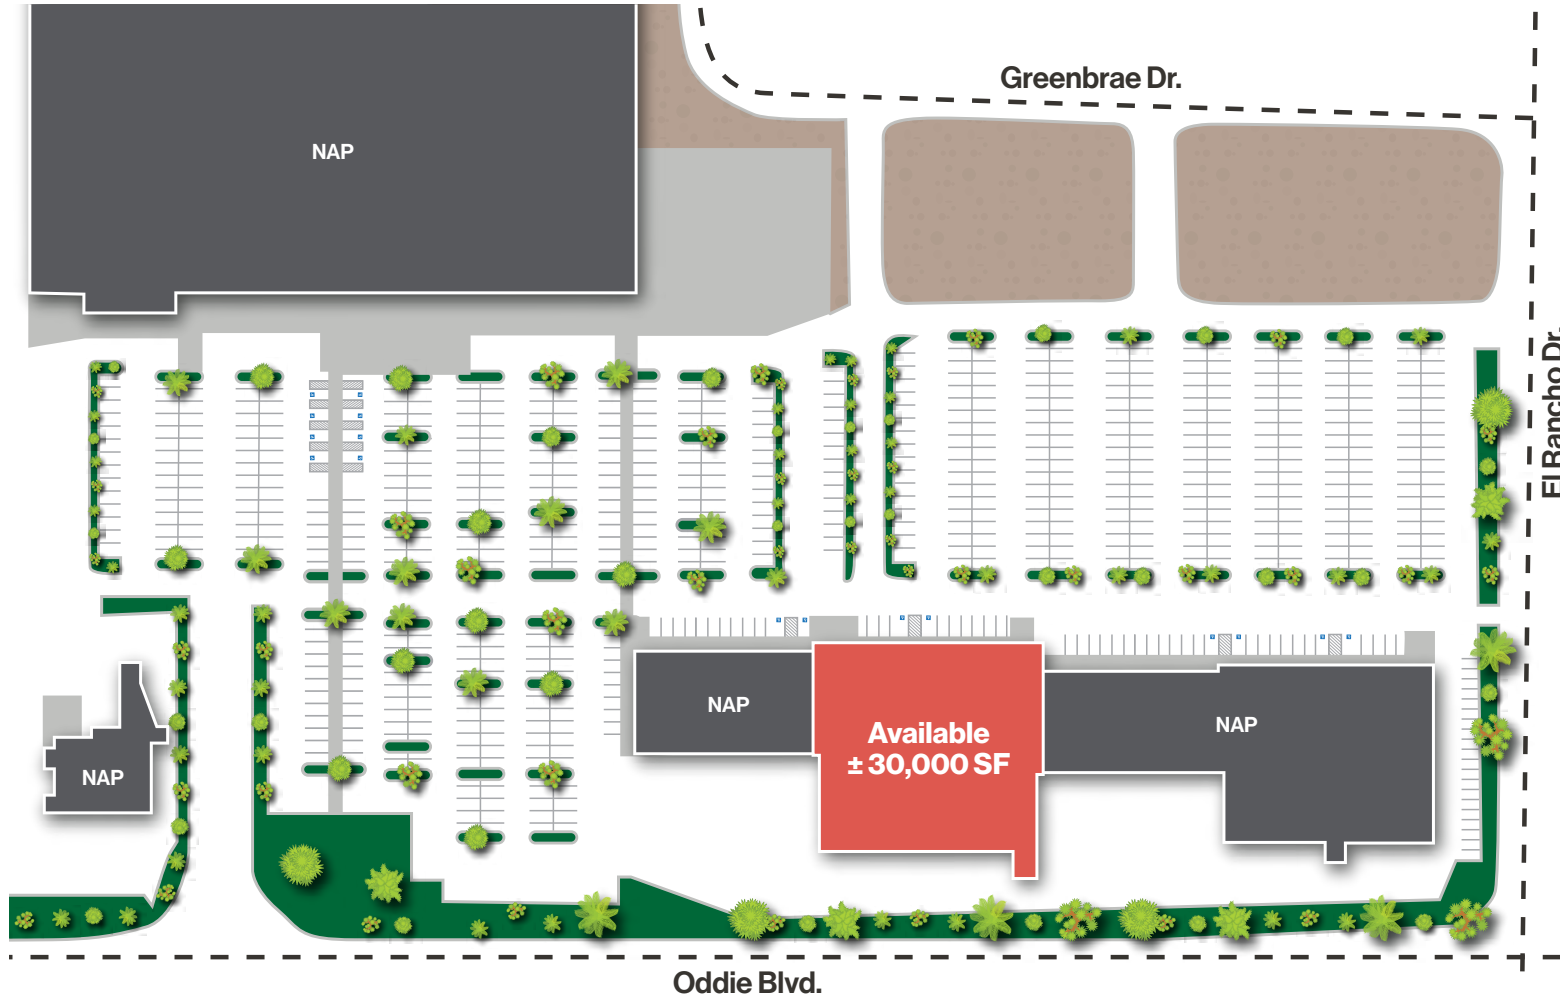 Greenbrae Dr.
NAP
El Rancho Dr.
NAP
NAP
Available
± 30,000 SF
NAP
Oddie Blvd.